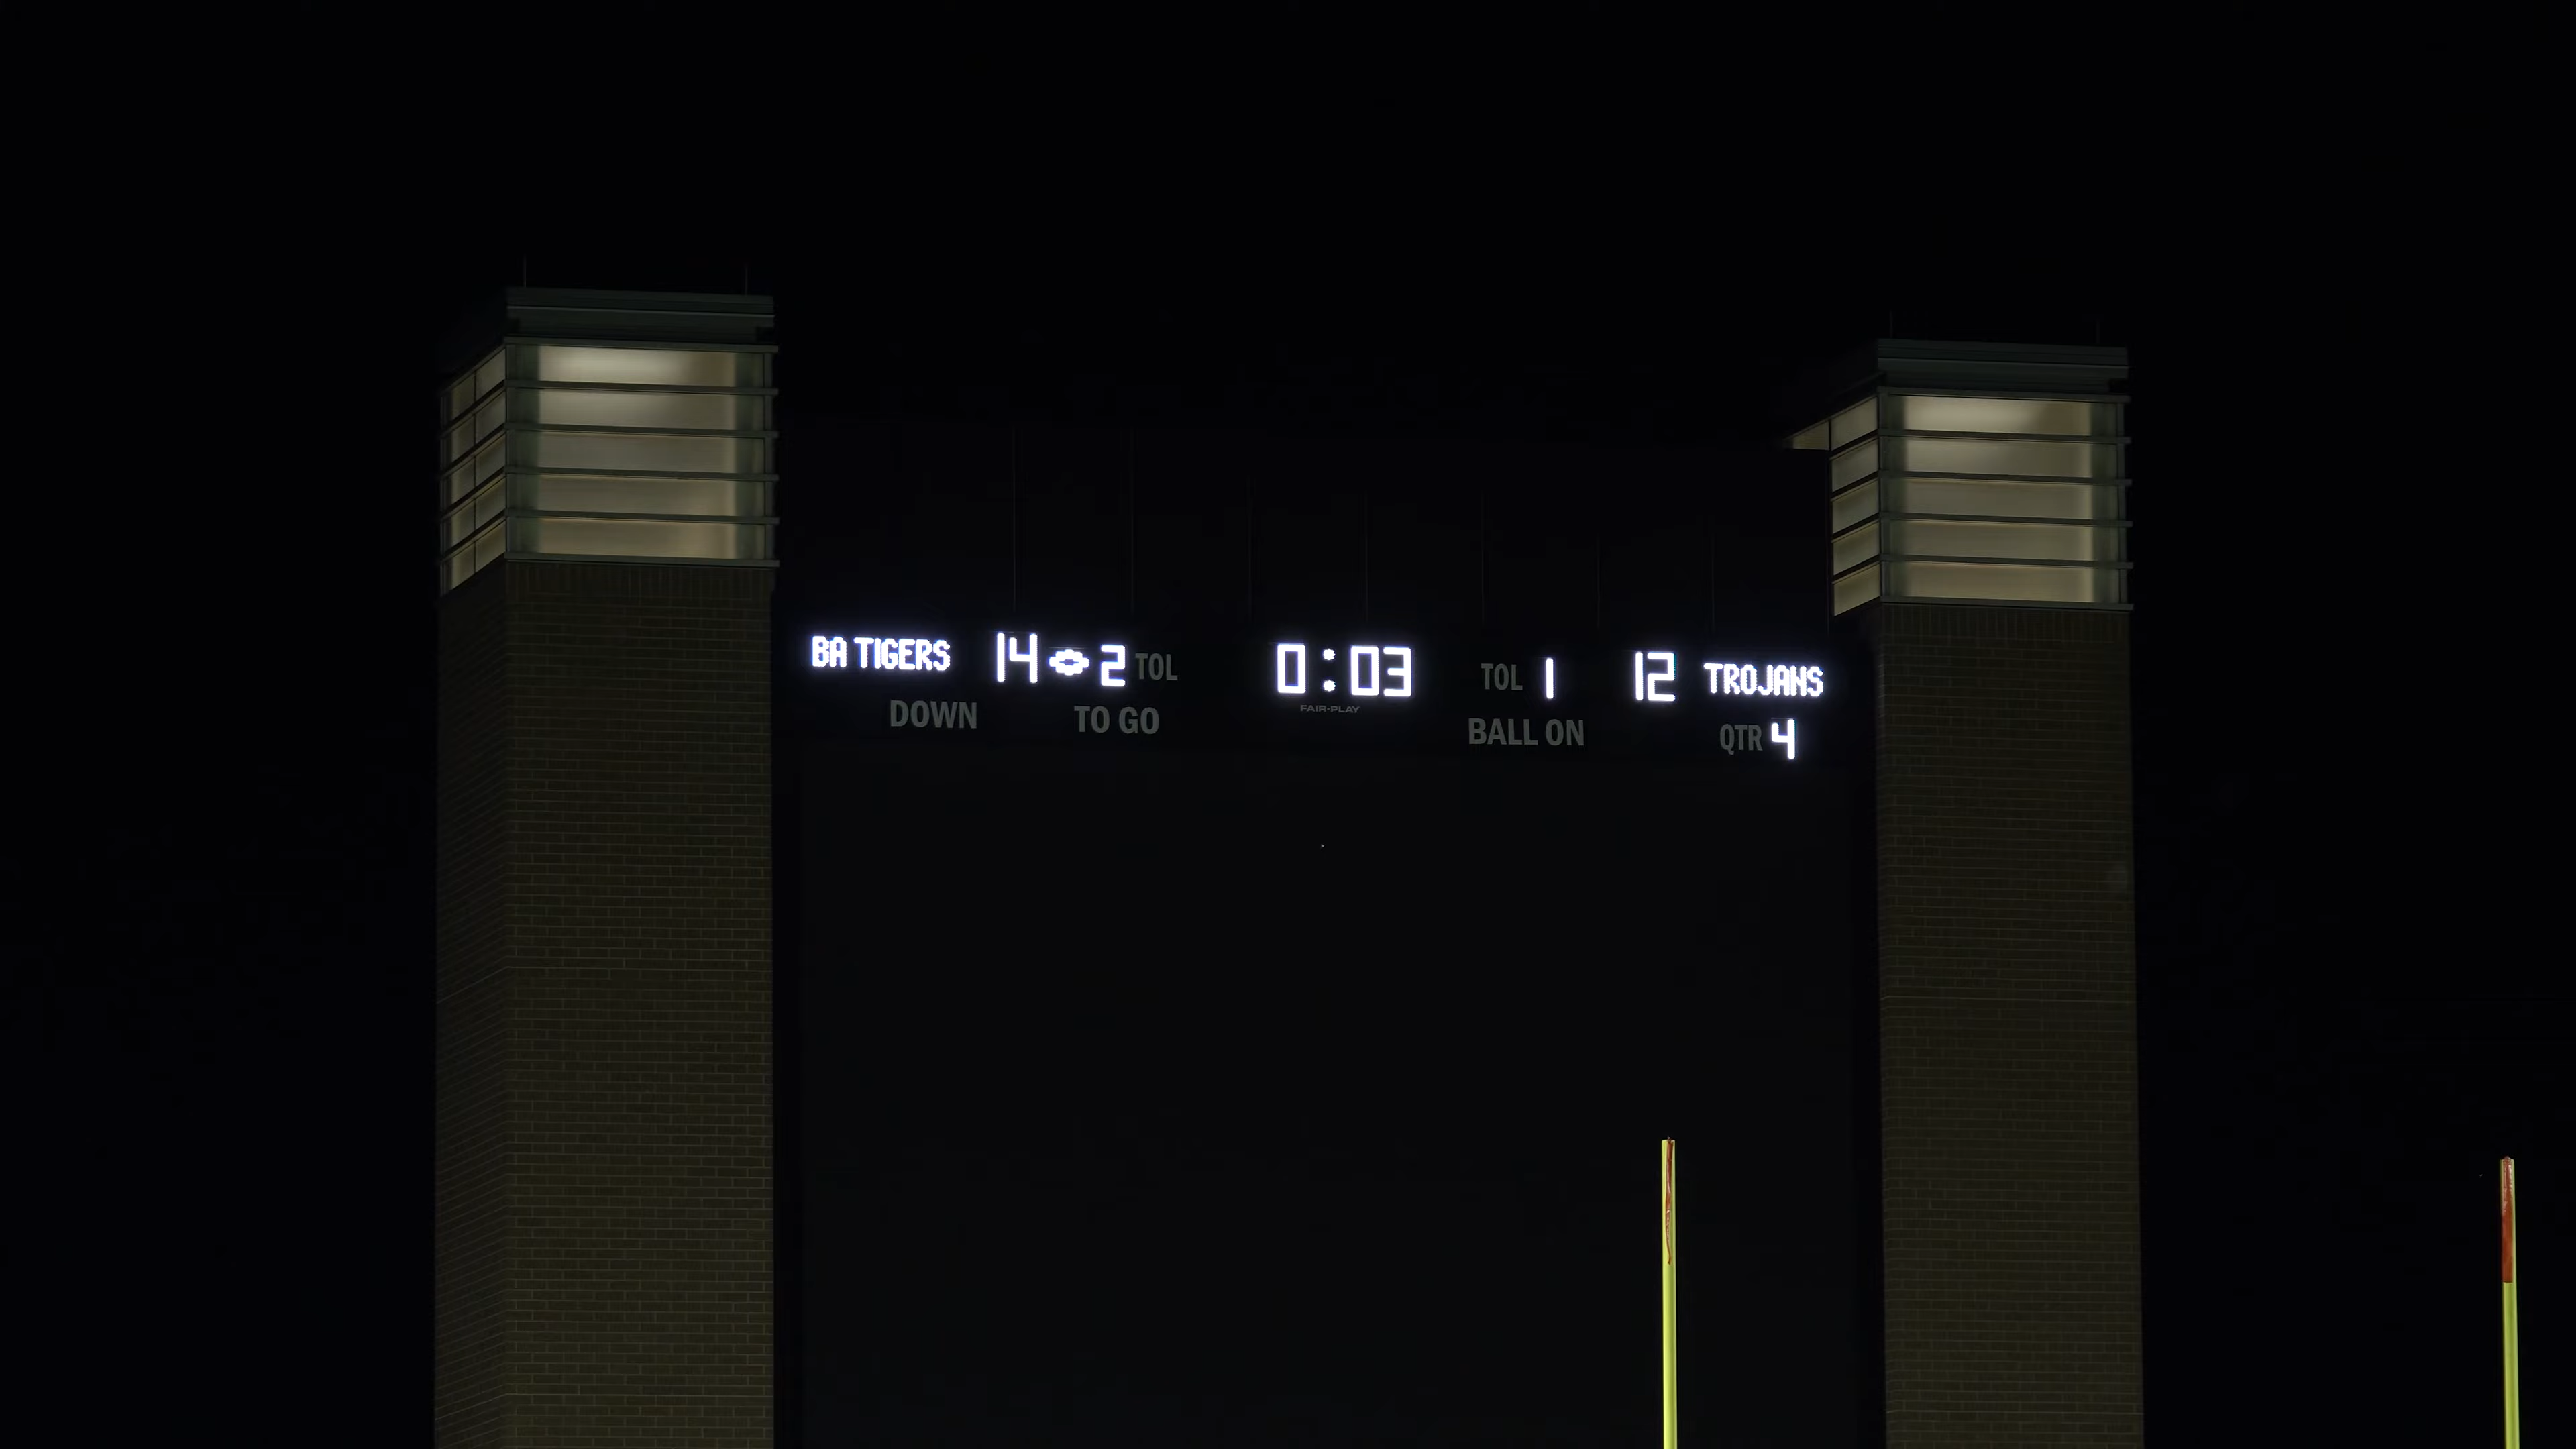 BA TIGERS 14 2 TOL 0:03 TOL 1 12 TROJANS
FAIR-PLAY
DOWN TO GO BALL ON QTR 4